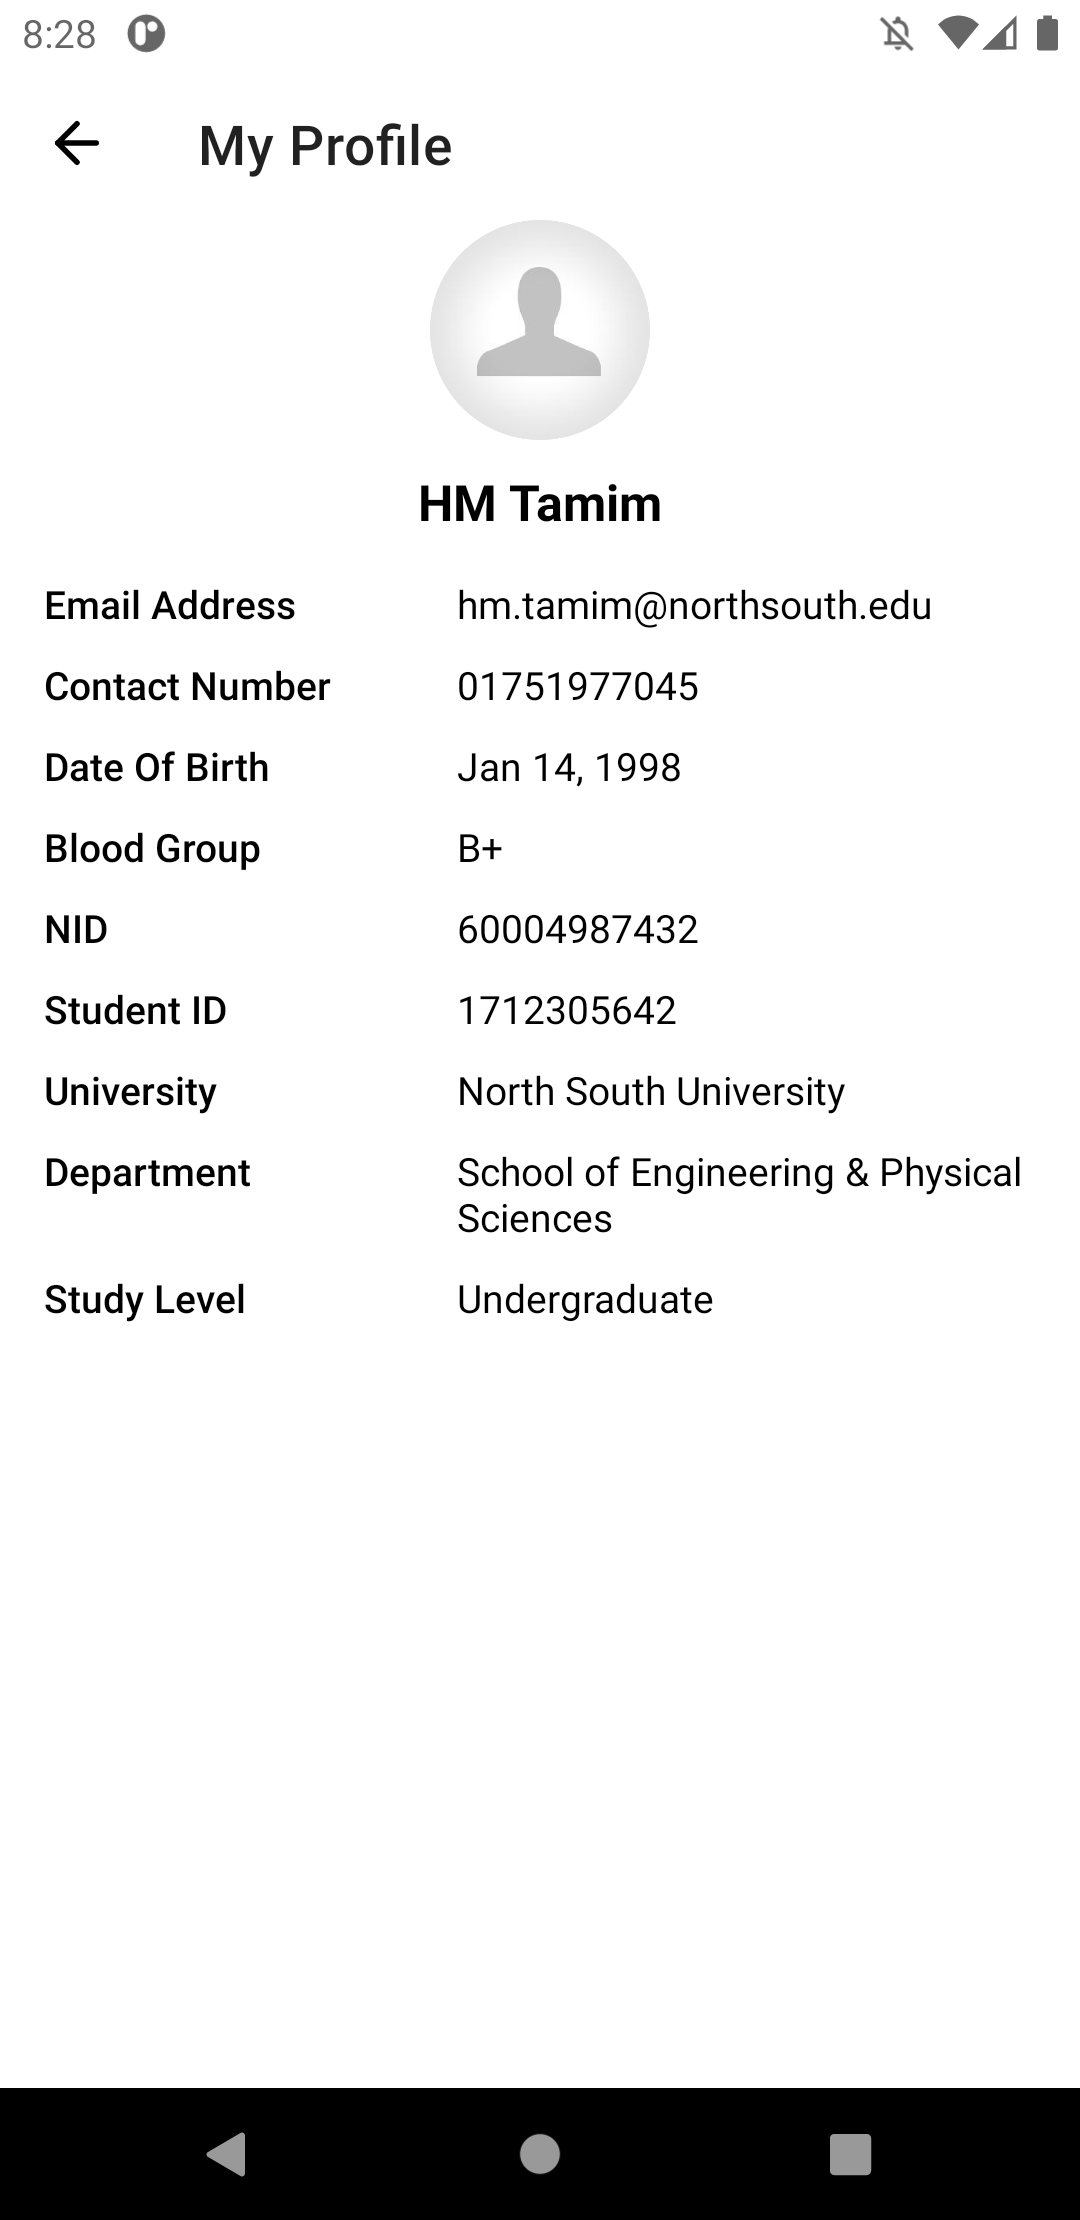 8:28
My Profile
HM Tamim
Email Address hm.tamim@northsouth.edu
Contact Number 01751977045
Date Of Birth Jan 14, 1998
Blood Group B+
NID 60004987432
Student ID 1712305642
University North South University
Department School of Engineering & Physical
Sciences
Study Level Undergraduate